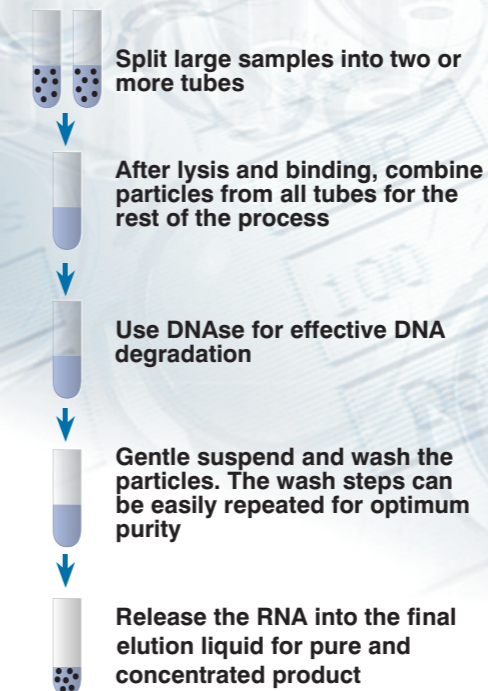 Split large samples into two or
more tubes
After lysis and binding, combine
particles from all tubes for the
rest of the process
Use DNAse for effective DNA
degradation
Gentle suspend and wash the
particles. The wash steps can
be easily repeated for optimum
purity
Release the RNA into the final
elution liquid for pure and
concentrated product
100